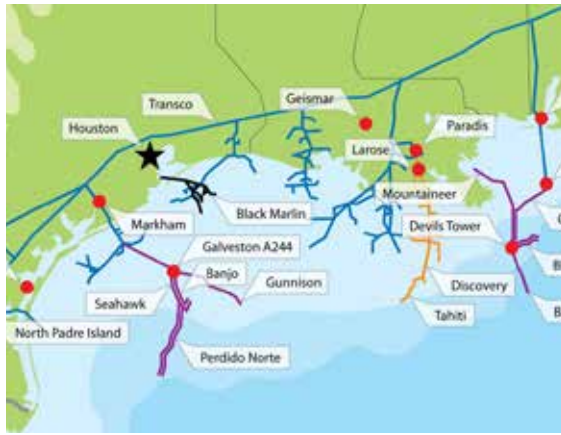 Geismar
Transco
Houston
Paradis
Larose
Mountaineer
Black Marlin
Markham
Devils Tower
Galveston A244
Banjo
Gunnison
Seahawk
Discovery
Tahiti
North Padre Island
Perdido Norte